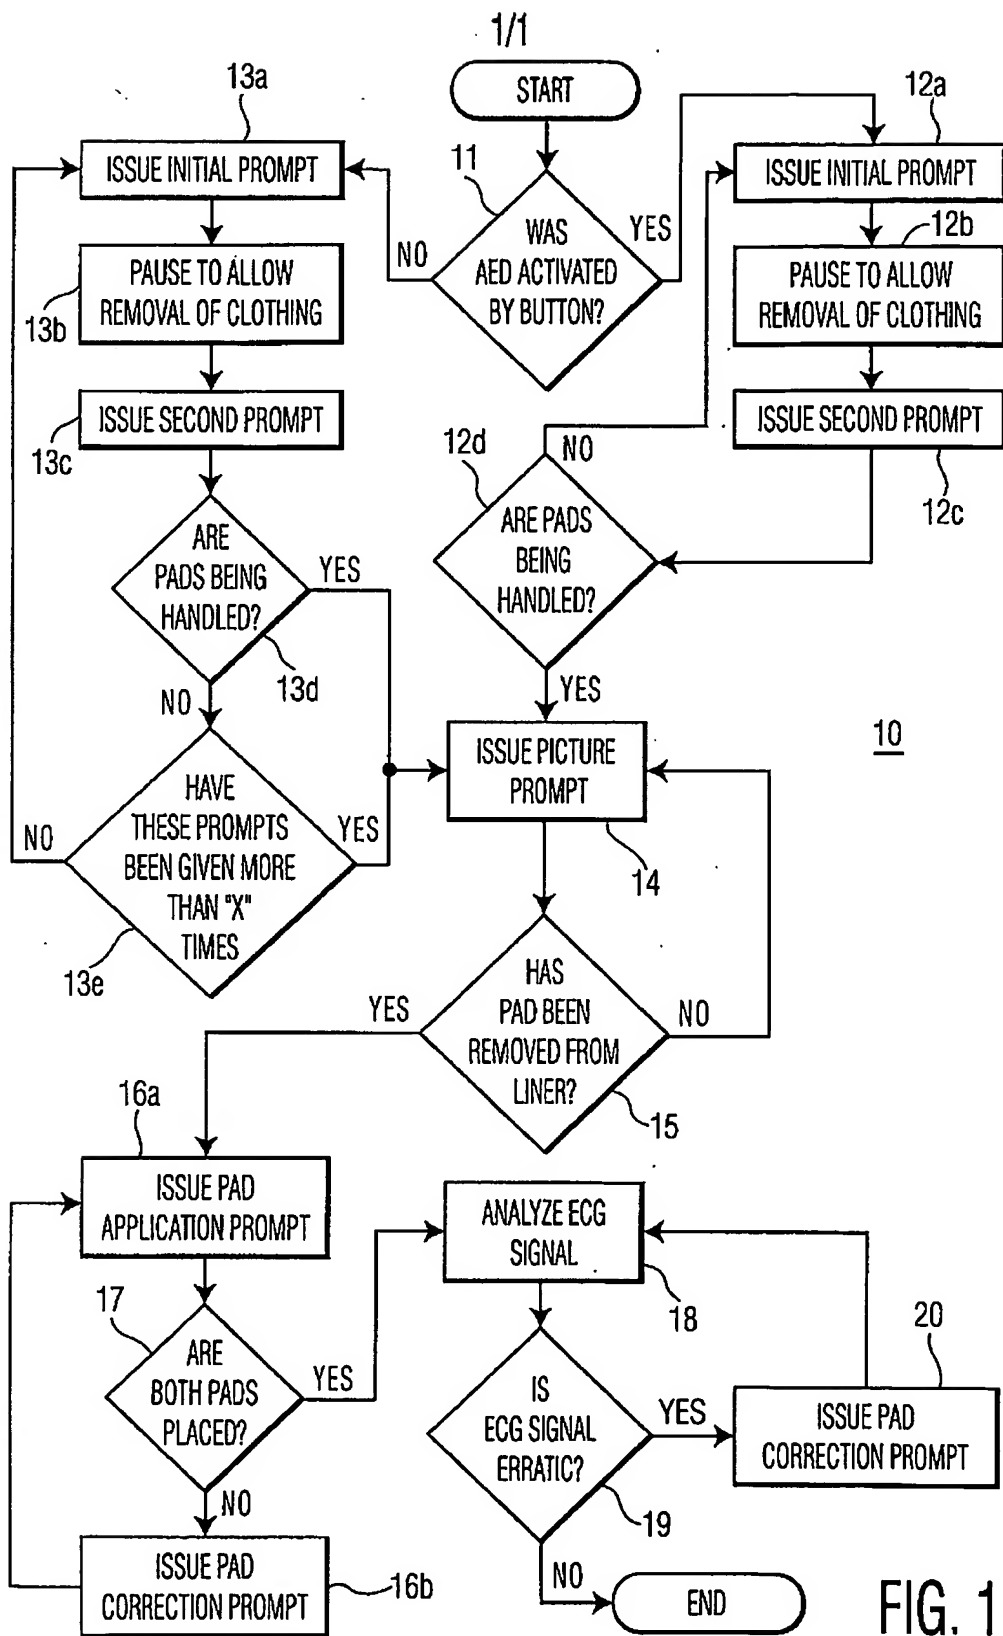 1/1
START
13a
ISSUE INITIAL PROMPT
12a
ISSUE INITIAL PROMPT
11
WAS
AED ACTIVATED
BY BUTTON?
NO
YES
13b
PAUSE TO ALLOW
REMOVAL OF CLOTHING
12b
PAUSE TO ALLOW
REMOVAL OF CLOTHING
13c
ISSUE SECOND PROMPT
ISSUE SECOND PROMPT
12c
12d
NO
ARE PADS
BEING
HANDLED?
YES
ARE
PADS BEING
HANDLED?
YES
13d
NO
ISSUE PICTURE
PROMPT
14
10
HAVE
THESE PROMPTS
BEEN GIVEN MORE
THAN "X"
TIMES
NO
YES
13e
HAS
PAD BEEN
REMOVED FROM
LINER?
YES
NO
15
16a
ISSUE PAD
APPLICATION PROMPT
ANALYZE ECG
SIGNAL
18
17
ARE
BOTH PADS
PLACED?
YES
NO
IS
ECG SIGNAL
ERRATIC?
YES
19
NO
20
ISSUE PAD
CORRECTION PROMPT
ISSUE PAD
CORRECTION PROMPT
16b
END
FIG. 1